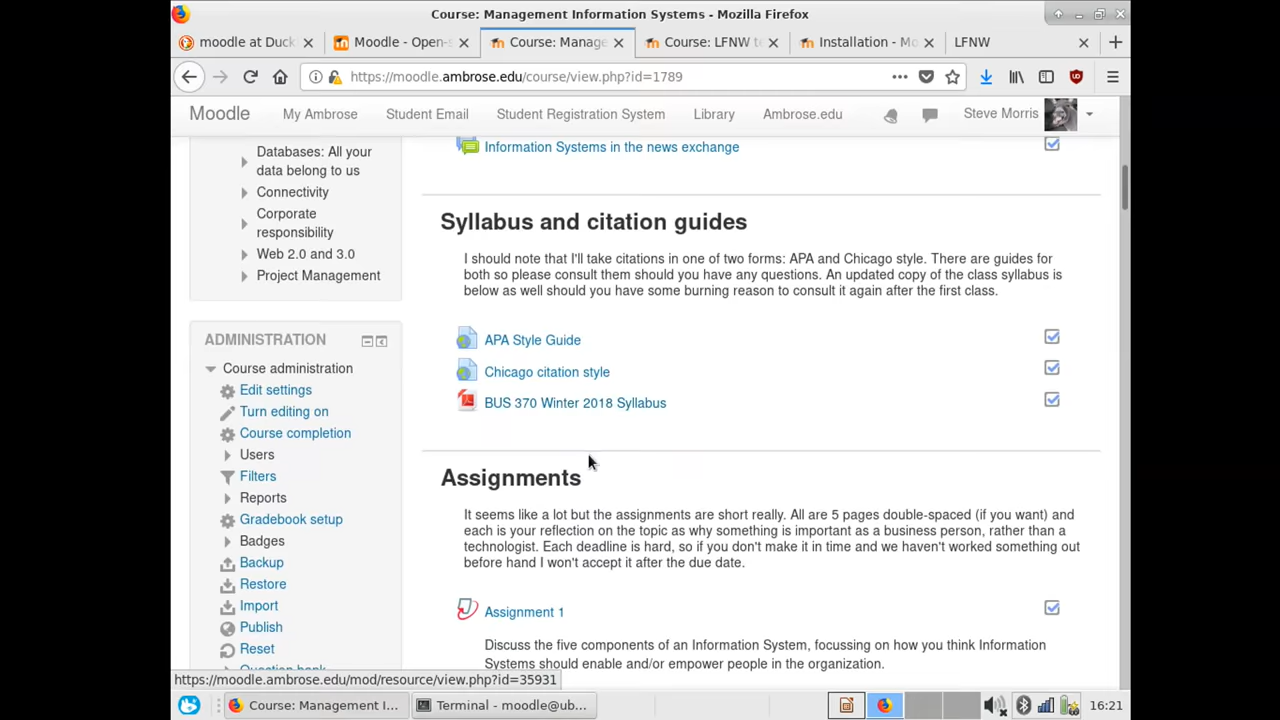 Course: Management Information Systems - Mozilla Firefox
moodle at Duck
Moodle - Open-s
Course: Manage
Course: LFNW te
Installation - Mo
LFNW
https://moodle.ambrose.edu/course/view.php?id=1789
Moodle
My Ambrose
Student Email
Student Registration System
Library
Ambrose.edu
Steve Morris
Databases: All your
data belong to us
Connectivity
Corporate
responsibility
Web 2.0 and 3.0
Project Management
ADMINISTRATION
Course administration
Edit settings
Turn editing on
Course completion
Users
Filters
Reports
Gradebook setup
Badges
Backup
Restore
Import
Publish
Reset
Question bank
Information Systems in the news exchange
Syllabus and citation guides
I should note that I'll take citations in one of two forms: APA and Chicago style. There are guides for
both so please consult them should you have any questions. An updated copy of the class syllabus is
below as well should you have some burning reason to consult it again after the first class.
APA Style Guide
Chicago citation style
BUS 370 Winter 2018 Syllabus
Assignments
It seems like a lot but the assignments are short really. All are 5 pages double-spaced (if you want) and
each is your reflection on the topic as why something is important as a business person, rather than a
technologist. Each deadline is hard, so if you don't make it in time and we haven't worked something out
before hand I won't accept it after the due date.
Assignment 1
Discuss the five components of an Information System, focussing on how you think Information
Systems should enable and/or empower people in the organization.
https://moodle.ambrose.edu/mod/resource/view.php?id=35931
Course: Management I...
Terminal - moodle@ub...
16:21